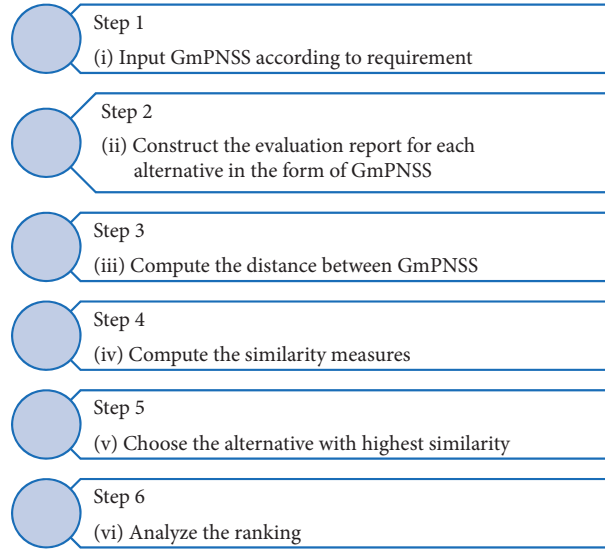 Step 1
(i) Input GmPNSS according to requirement
Step 2
(ii) Construct the evaluation report for each
alternative in the form of GmPNSS
Step 3
(iii) Compute the distance between GmPNSS
Step 4
(iv) Compute the similarity measures
Step 5
(v) Choose the alternative with highest similarity
Step 6
(vi) Analyze the ranking